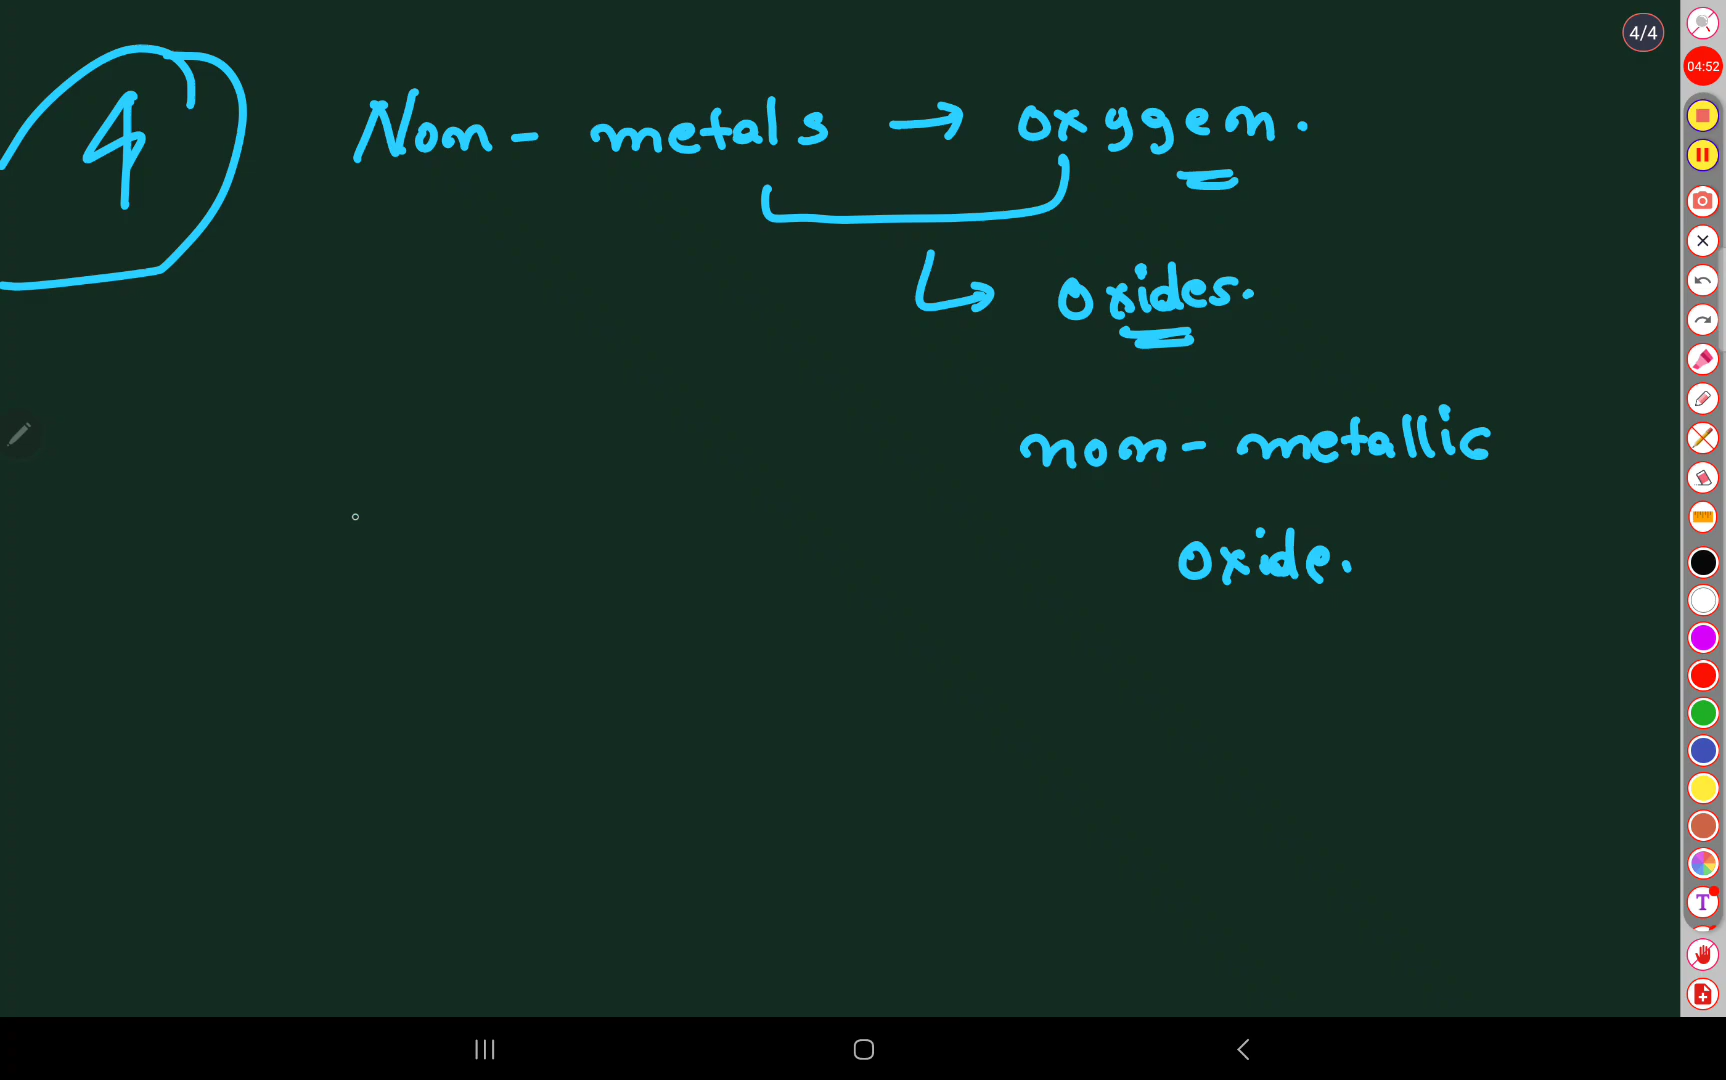 4/4
04:52
4
Non-metals → oxygen.
↳ oxides.
non-metallic
oxide.
T